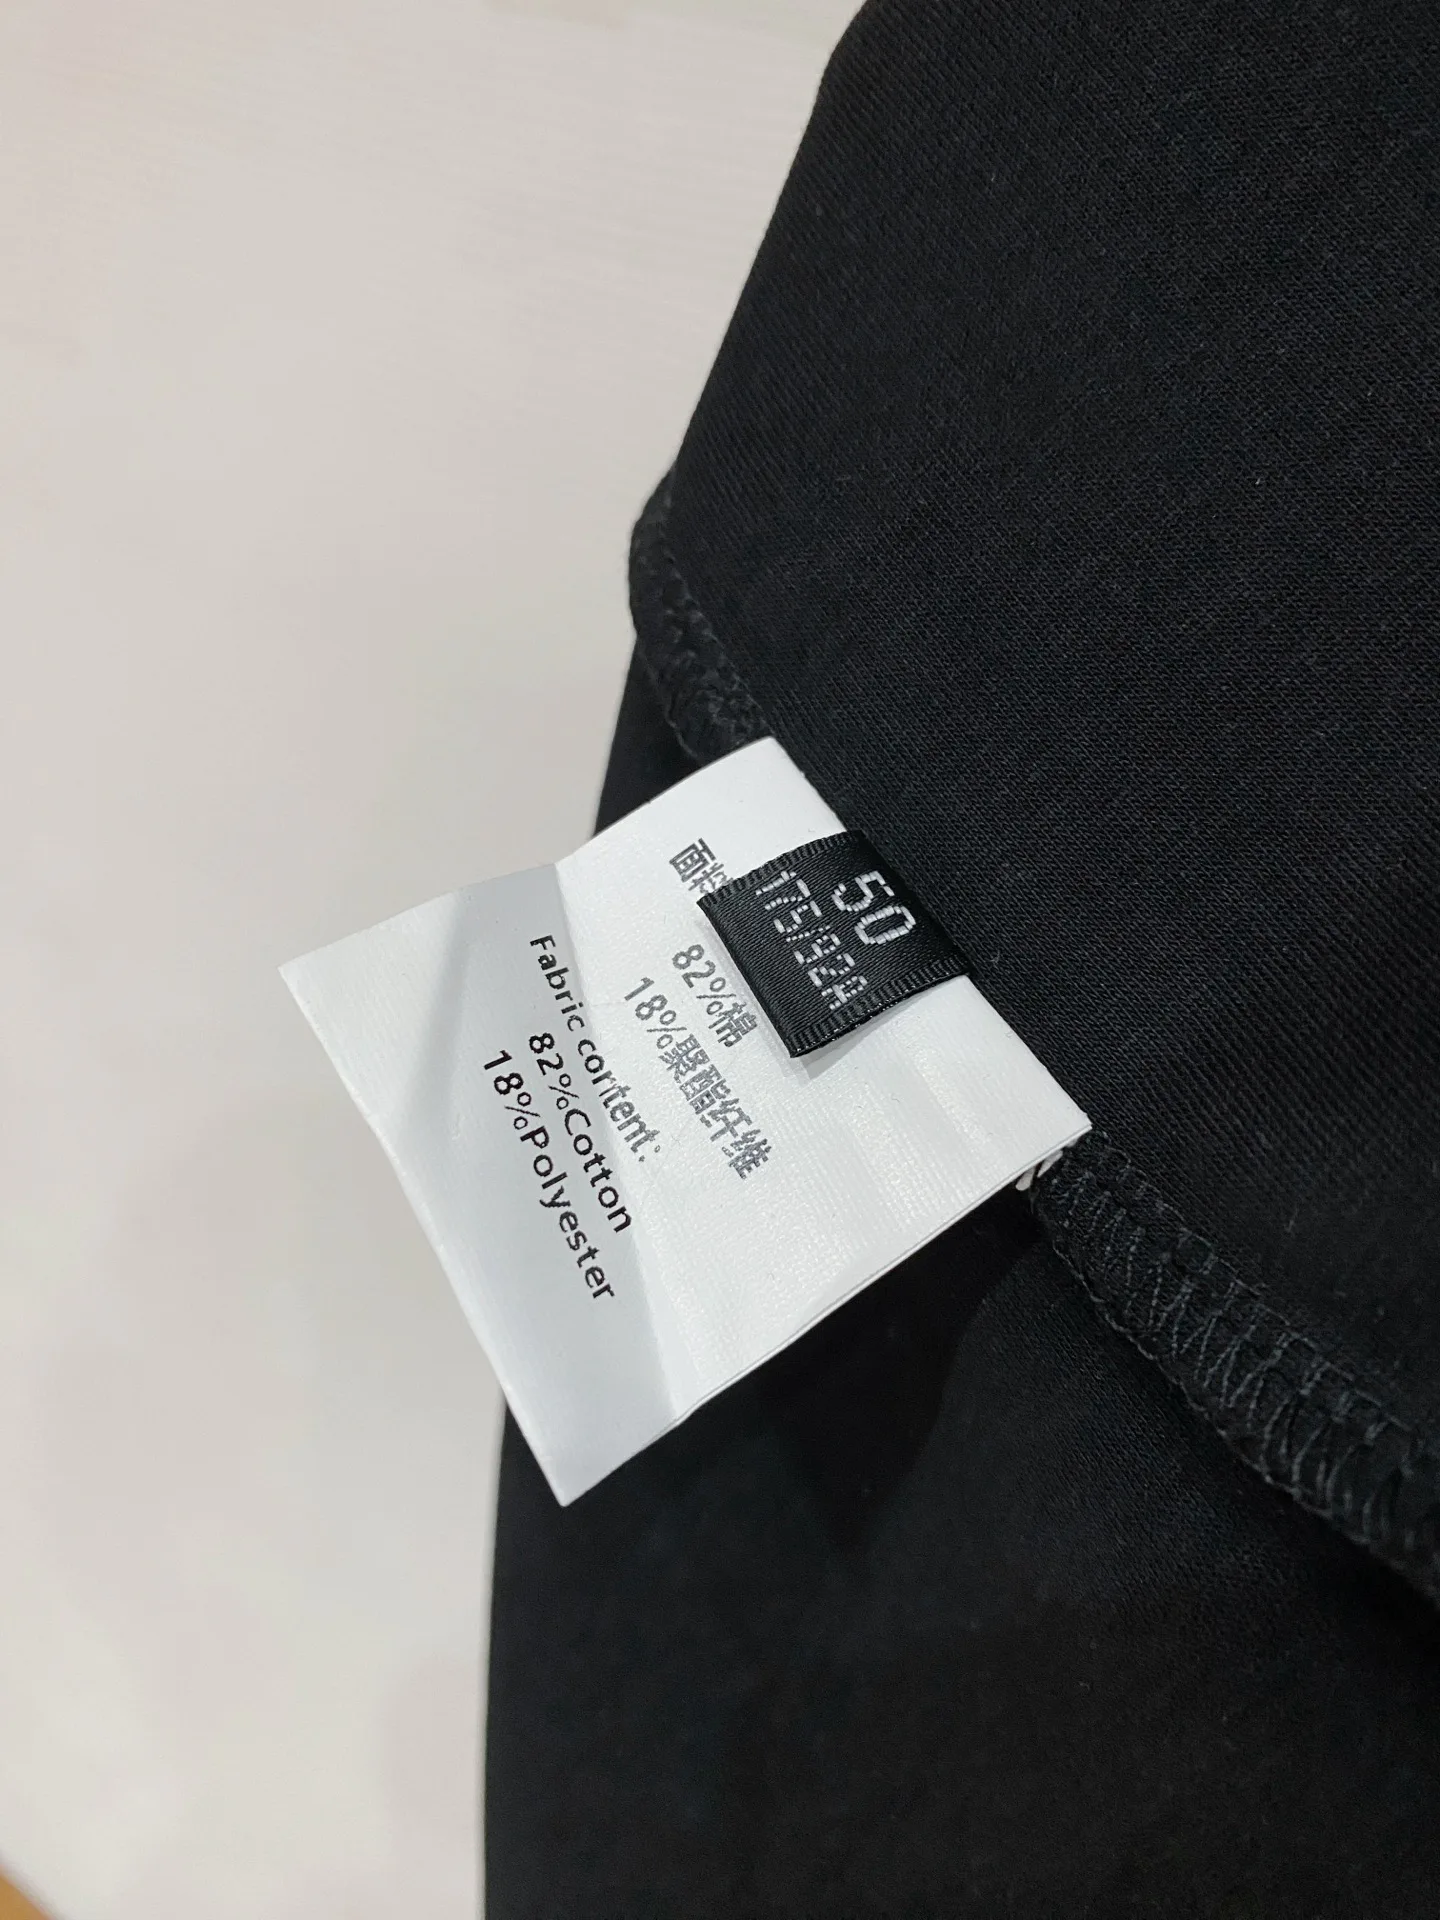 50
175/92A
面料
82%棉
18%聚酯纤维
Fabric content:
82%Cotton
18%Polyester